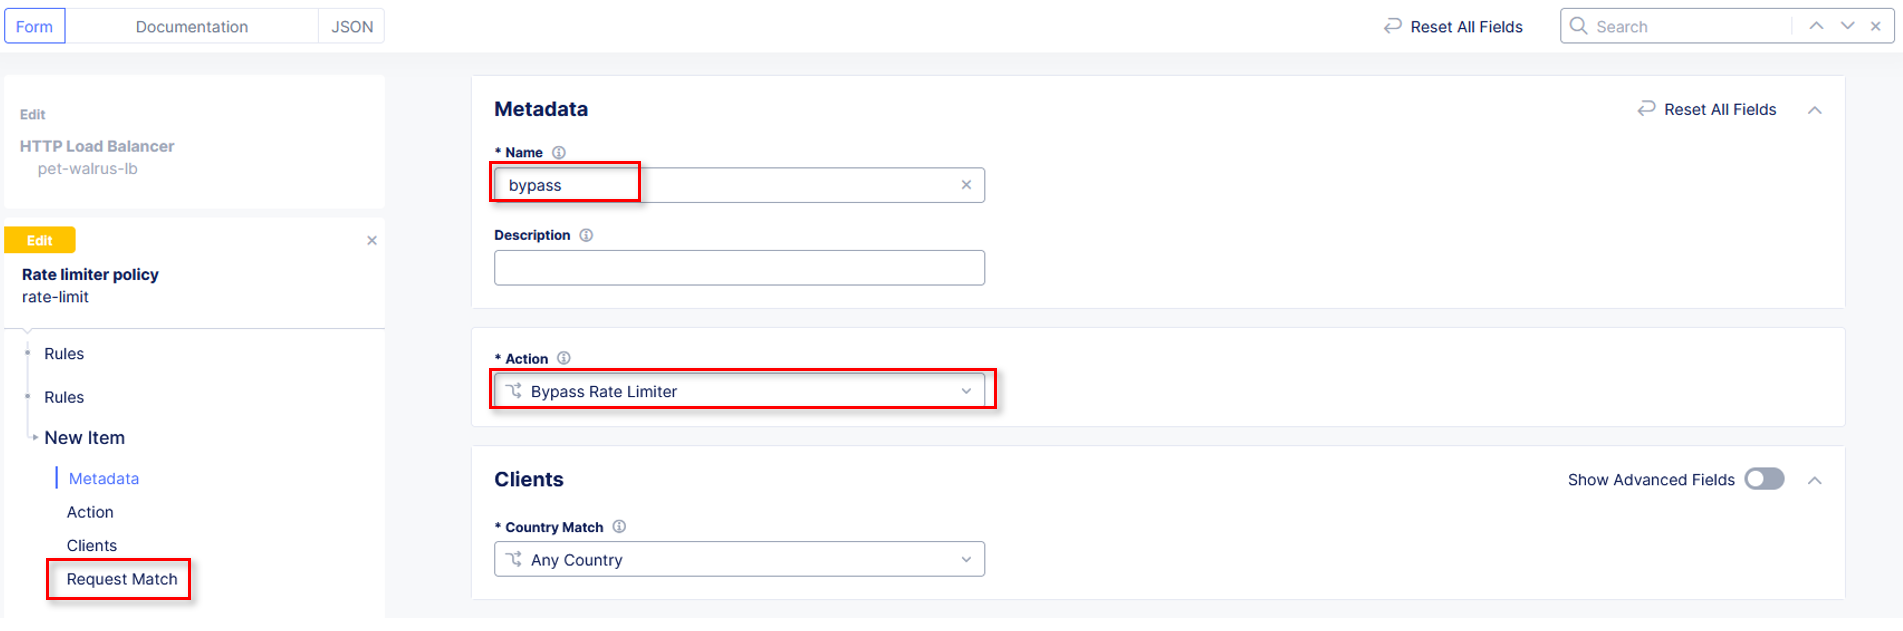 Form
Documentation
JSON
Reset All Fields
Search
Edit
HTTP Load Balancer
pet-walrus-lb
Edit
Rate limiter policy
rate-limit
Rules
Rules
New Item
Metadata
Action
Clients
Request Match
Metadata
Reset All Fields
* Name
bypass
Description
* Action
Bypass Rate Limiter
Clients
Show Advanced Fields
* Country Match
Any Country